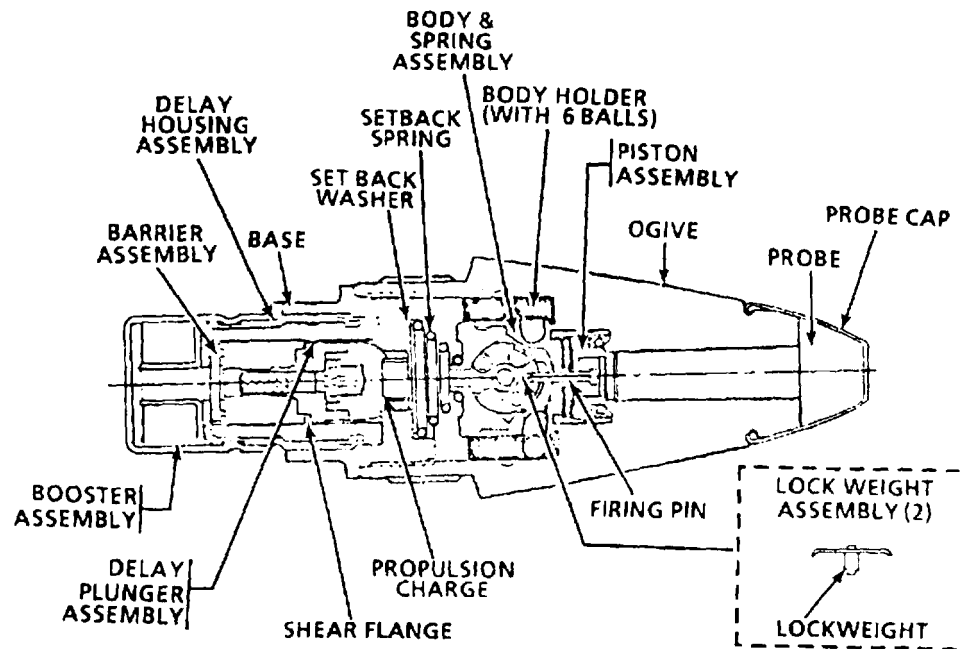 BODY &
SPRING
ASSEMBLY
BODY HOLDER
(WITH 6 BALLS)
DELAY
HOUSING
ASSEMBLY
SETBACK
SPRING
PISTON
ASSEMBLY
SET BACK
WASHER
PROBE CAP
OGIVE
BARRIER
ASSEMBLY
BASE
PROBE
BOOSTER
ASSEMBLY
FIRING PIN
LOCK WEIGHT
ASSEMBLY (2)
DELAY
PLUNGER
ASSEMBLY
PROPULSION
CHARGE
SHEAR FLANGE
LOCKWEIGHT